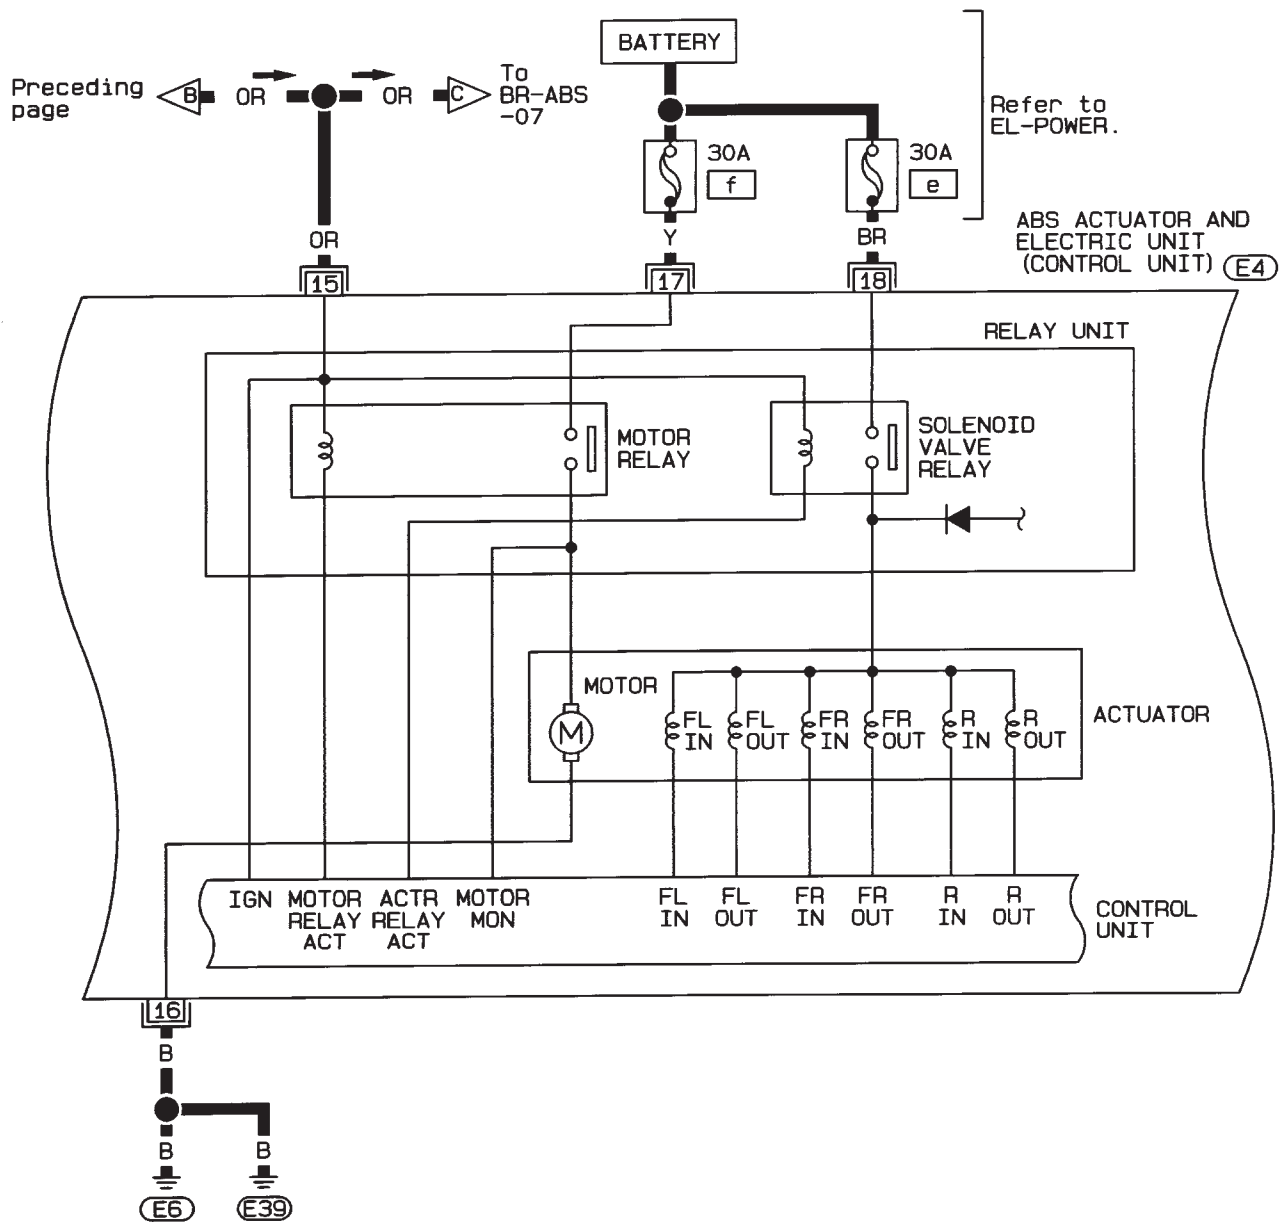 BATTERY
Preceding
page
B
OR
OR
C
To
BR-ABS
-07
Refer to
EL-POWER.
30A
f
30A
e
OR
Y
BR
ABS ACTUATOR AND
ELECTRIC UNIT
(CONTROL UNIT)
E4
15
17
18
RELAY UNIT
MOTOR
RELAY
SOLENOID
VALVE
RELAY
MOTOR
M
FL
IN
FL
OUT
FR
IN
FR
OUT
R
IN
R
OUT
ACTUATOR
IGN
MOTOR
RELAY
ACT
ACTR
RELAY
ACT
MOTOR
MON
FL
IN
FL
OUT
FR
IN
FR
OUT
R
IN
R
OUT
CONTROL
UNIT
16
B
B
B
E6
E39